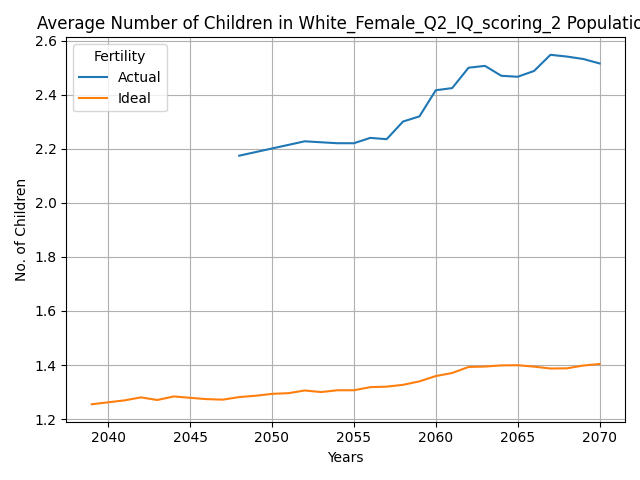 Average Number of Children in White_Female_Q2_IQ_scoring_2 Populatio
Fertility
Actual
Ideal
No. of Children
2.6
2.4
2.2
2.0
1.8
1.6
1.4
1.2
2040 2045 2050 2055 2060 2065 2070
Years